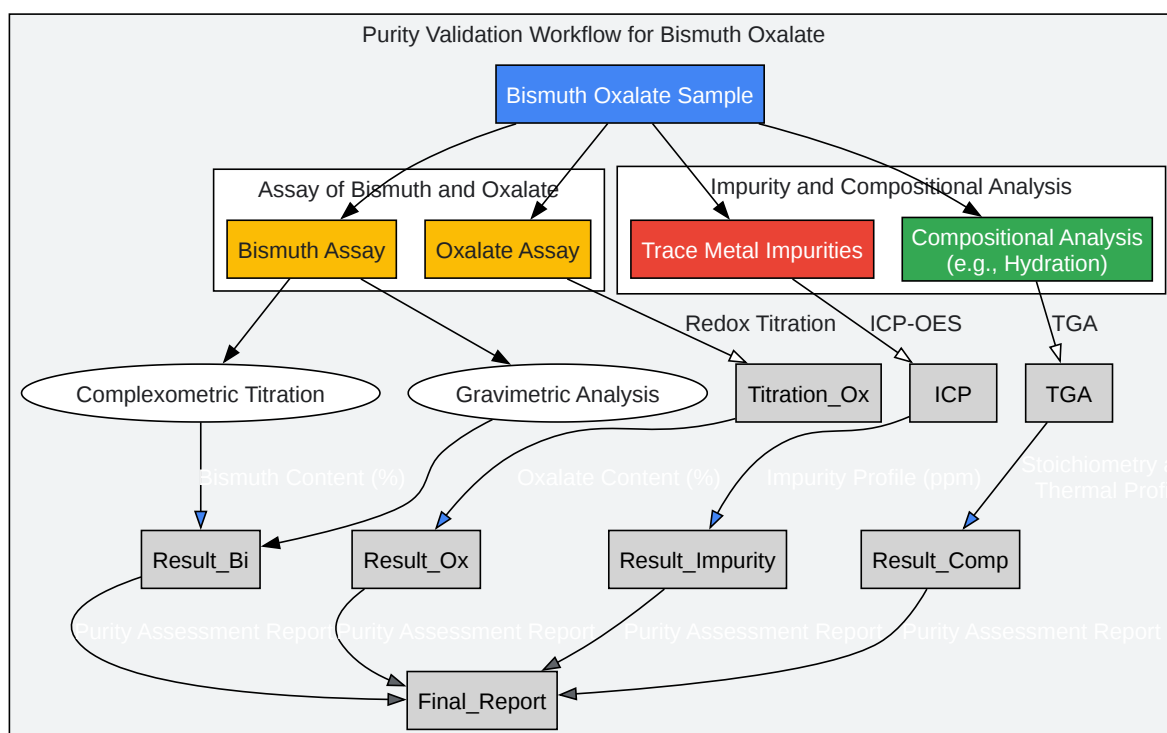 Purity Validation Workflow for Bismuth Oxalate
Bismuth Oxalate Sample
Assay of Bismuth and Oxalate
Impurity and Compositional Analysis
Bismuth Assay
Oxalate Assay
Trace Metal Impurities
Compositional Analysis
(e.g., Hydration)
Redox Titration
ICP-OES
TGA
Complexometric Titration
Gravimetric Analysis
Titration_Ox
ICP
TGA
Bismuth Content (%)
Oxalate Content (%)
Impurity Profile (ppm)
Stoichiometry a
Thermal Prof
Result_Bi
Result_Ox
Result_Impurity
Result_Comp
Purity Assessment Report
Purity Assessment Report
Purity Assessment Report
Purity Assessment Report
Final_Report